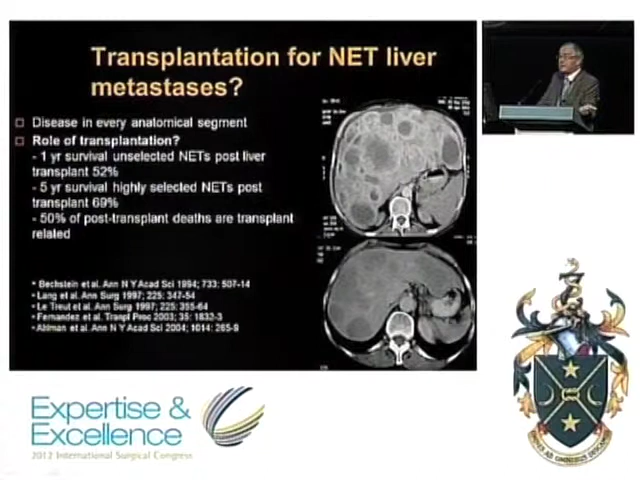 Transplantation for NET liver
metastases?
Disease in every anatomical segment
Role of transplantation?
- 1 yr survival unselected NETs post liver
transplant 52%
- 5 yr survival highly selected NETs post
transplant 69%
- 50% of post-transplant deaths are transplant
related
* Bechstein et al. Ann N Y Acad Sci 1994; 733: 507-14
* Lang et al. Ann Surg 1997; 225: 347-54
* Le Treut et al. Ann Surg 1997; 225: 355-64
* Fernandez et al. Tranpl Proc 2003; 35: 1832-3
* Ahlman et al. Ann N Y Acad Sci 2004; 1014: 265-9
Expertise &
Excellence
2012 International Surgical Congress